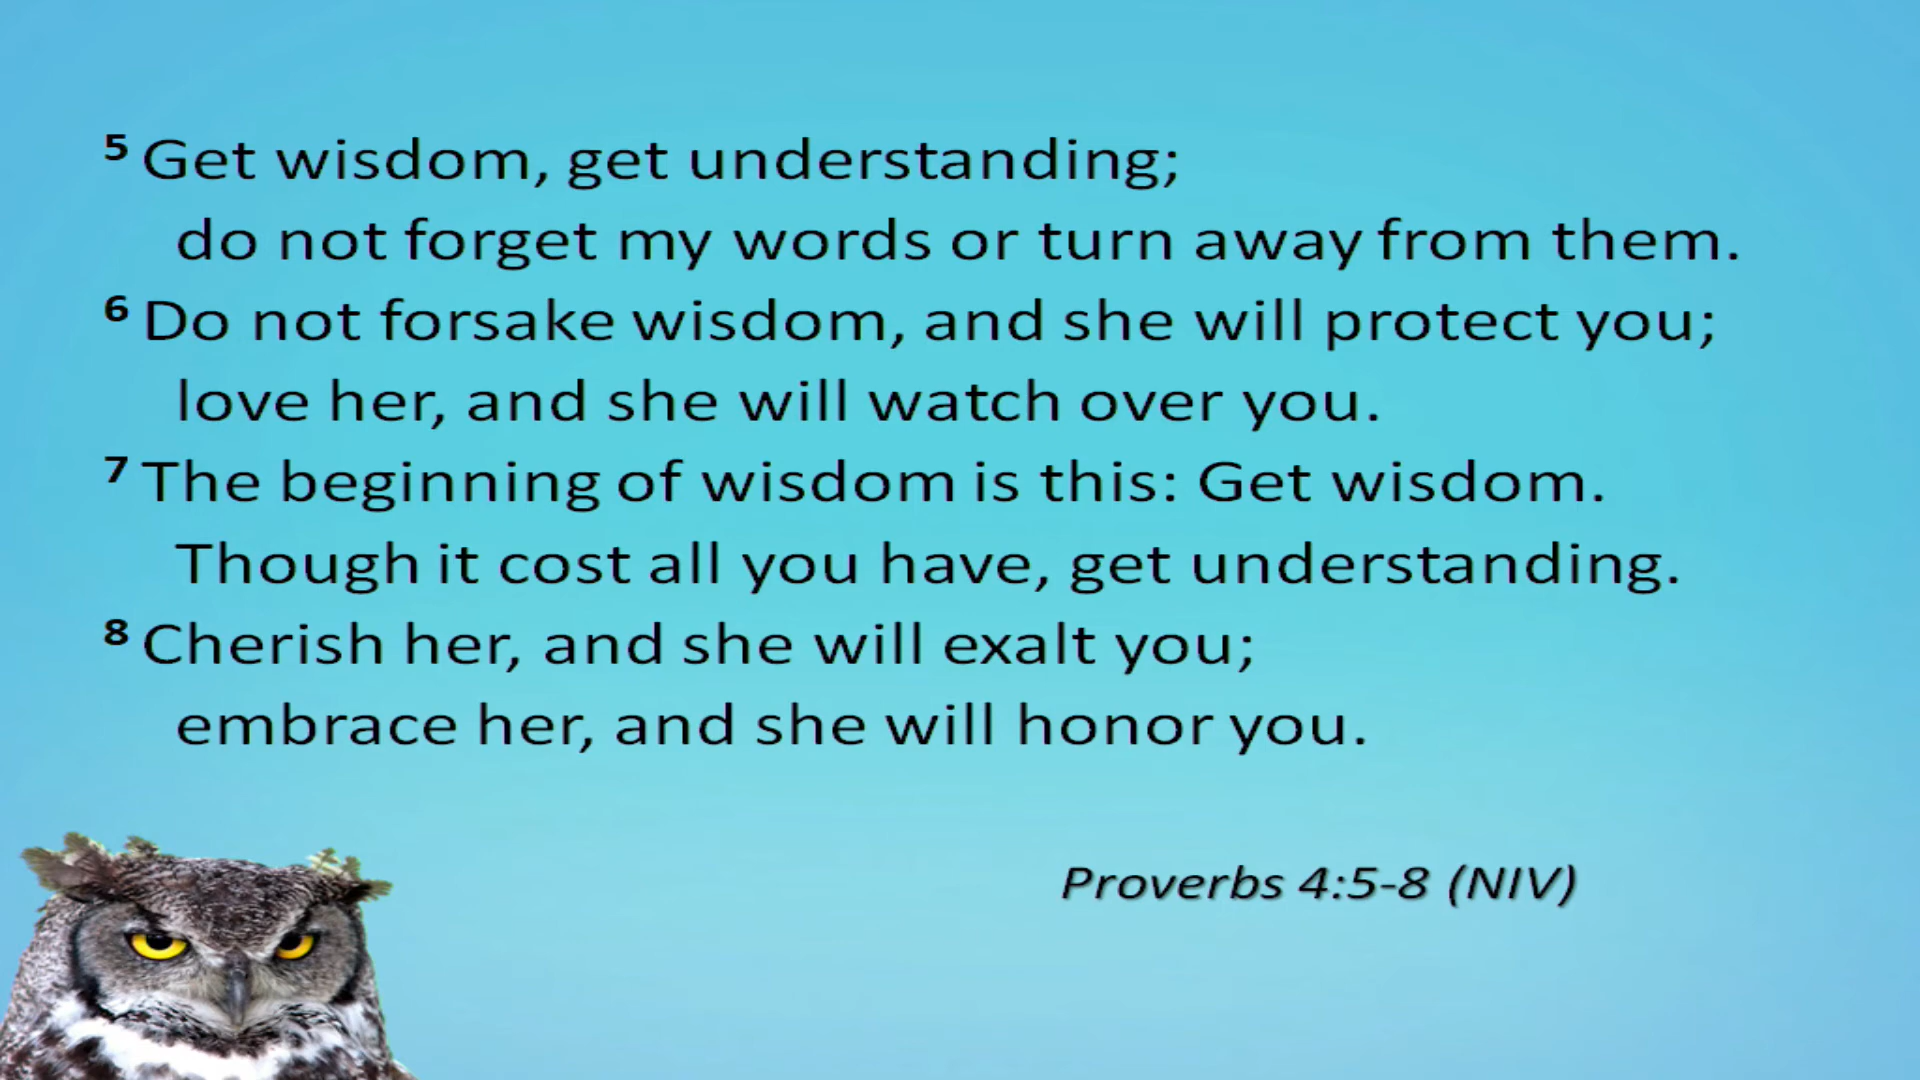 5 Get wisdom, get understanding;
do not forget my words or turn away from them.
6 Do not forsake wisdom, and she will protect you;
love her, and she will watch over you.
7 The beginning of wisdom is this: Get wisdom.
Though it cost all you have, get understanding.
8 Cherish her, and she will exalt you;
embrace her, and she will honor you.
Proverbs 4:5-8 (NIV)